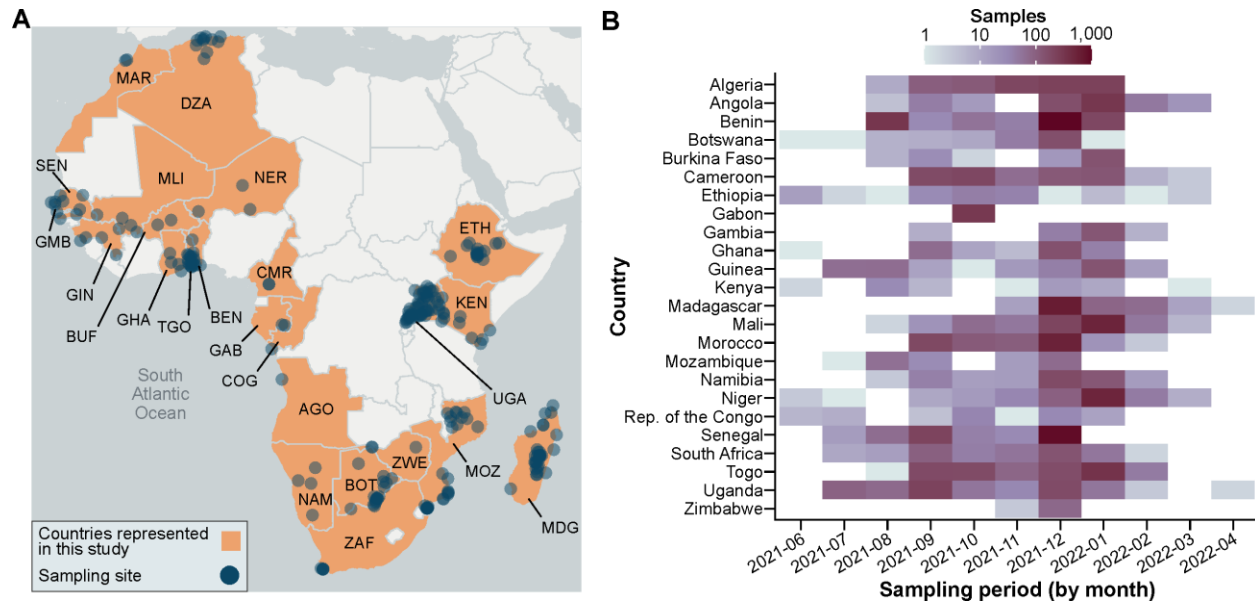 A
MAR
DZA
SEN
MLI
NER
GMB
ETH
GIN
CMR
KEN
BUF
GHA
TGO
BEN
GAB
COG
UGA
South
Atlantic
Ocean
AGO
ZWE
MOZ
NAM
BOT
MDG
ZAF
Countries represented
in this study
Sampling site
B
Samples
1 10 100 1,000
Country
Algeria
Angola
Benin
Botswana
Burkina Faso
Cameroon
Ethiopia
Gabon
Gambia
Ghana
Guinea
Kenya
Madagascar
Mali
Morocco
Mozambique
Namibia
Niger
Rep. of the Congo
Senegal
South Africa
Togo
Uganda
Zimbabwe
2021-06 2021-07 2021-08 2021-09 2021-10 2021-11 2021-12 2022-01 2022-02 2022-03 2022-04
Sampling period (by month)